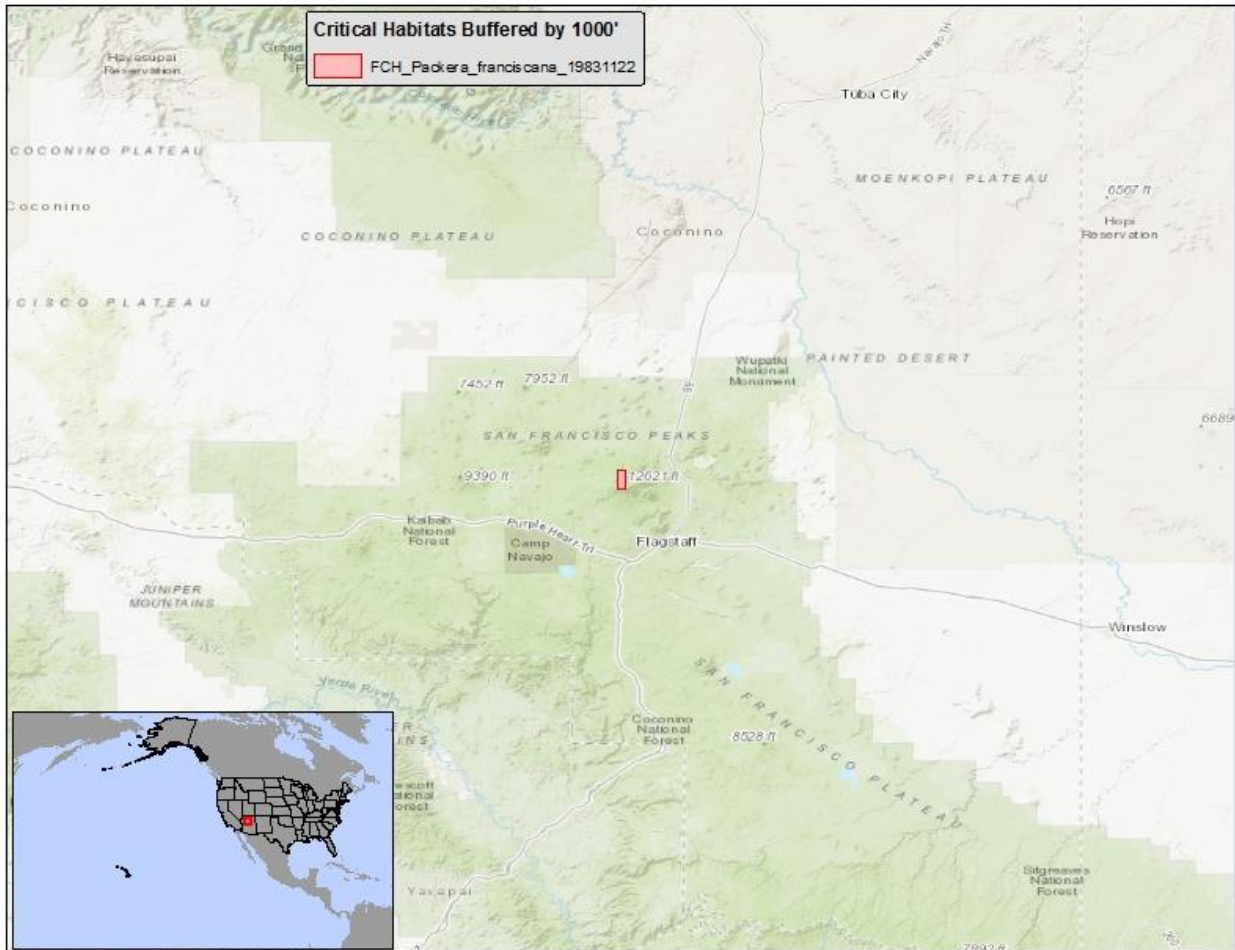 Critical Habitats Buffered by 1000'
FCH_Packera_franciscana_19831122
Havasupai
Reservation
Tuba City
COCONINO PLATEAU
MOENKOPI PLATEAU
6567 ft
Coconino
Hopi
Reservation
COCONINO PLATEAU
Coconino
PLATEAU
PAINTED DESERT
Wupatki
National
Monument
7452 ft
7952 ft
89
6689
SAN FRANCISCO PEAKS
9390 ft
12621 ft
Kaibab
National
Forest
Purple Heart Trl
Camp
Navajo
Flagstaff
JUNIPER
MOUNTAINS
Winslow
Verde River
SAN FRANCISCO PLATEAU
Coconino
National
Forest
8528 ft
Forest
Yavapai
Sitgreaves
National
Forest